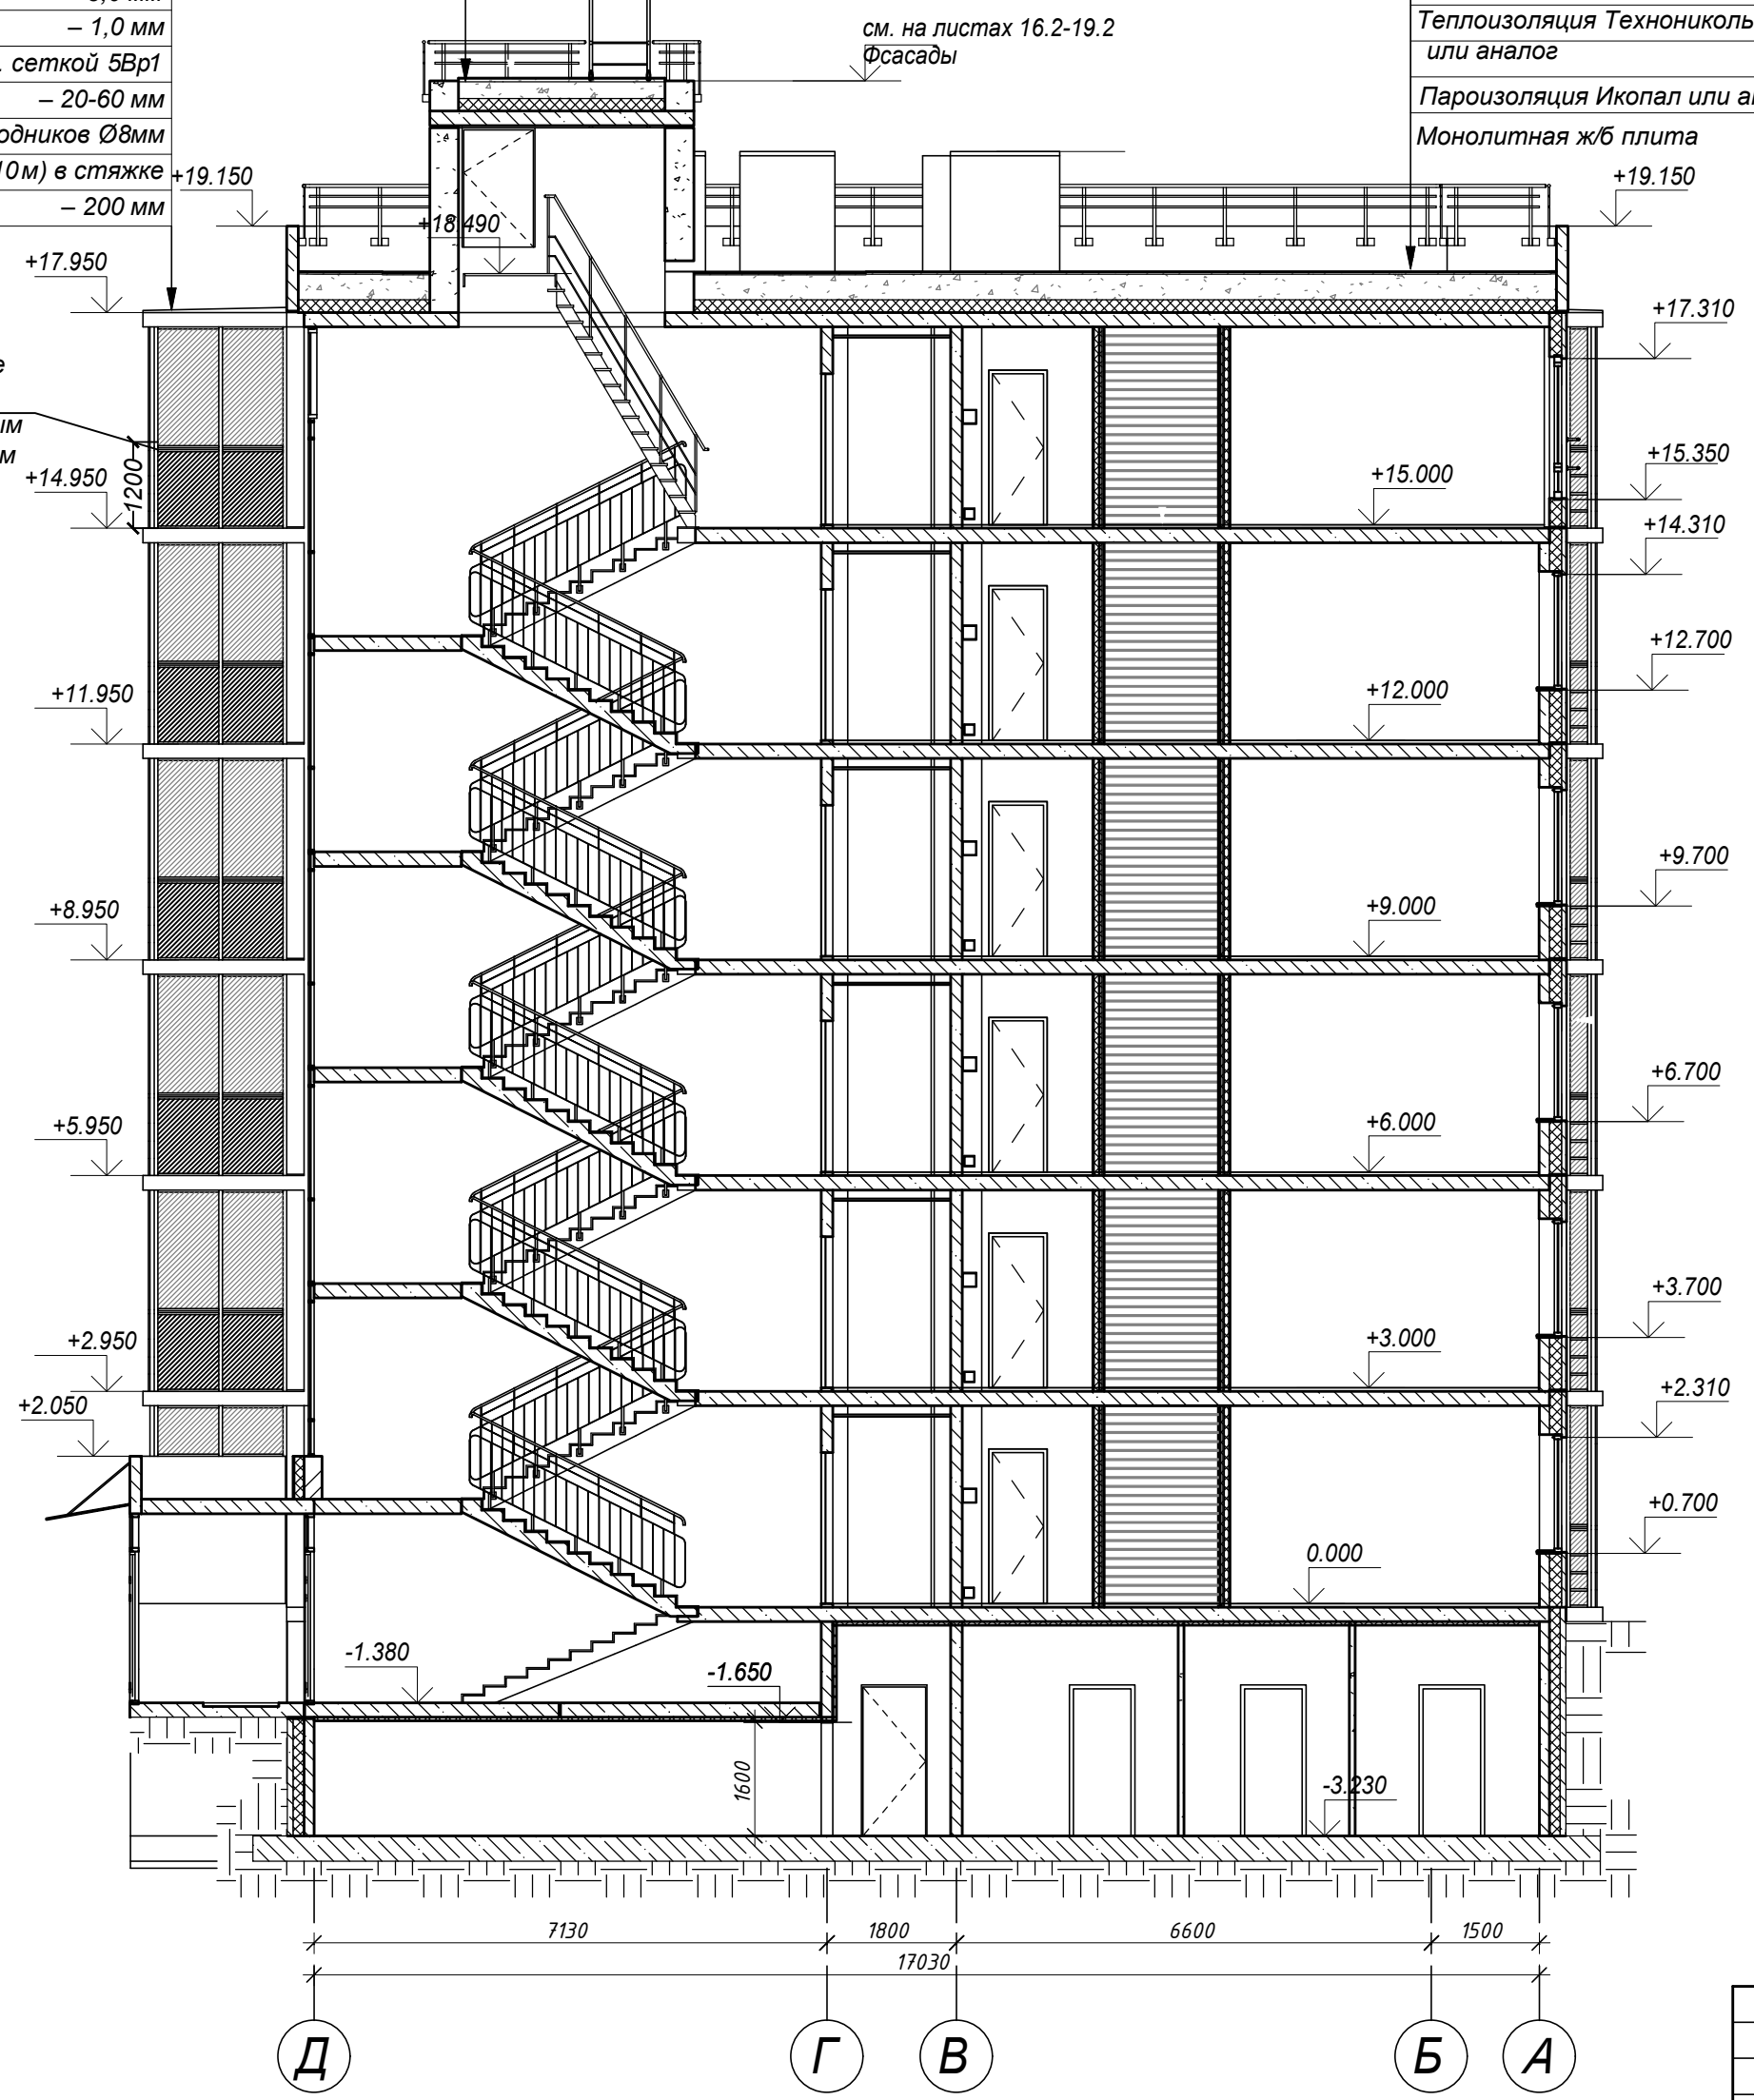 – 1,0 мм
сеткой 5Вр1
– 20-60 мм
Ø8мм
в стяжке
– 200 мм
см. на листах 16.2-19.2
Фсасады
Теплоизоляция Технониколь
или аналог
Пароизоляция Икопал или
Монолитная ж/б плита
+19.150
+19.150
+18.490
+17.950
+17.310
1200
+14.950
+15.000
+15.350
+14.310
+12.700
+11.950
+12.000
+9.700
+8.950
+9.000
+6.700
+5.950
+6.000
+3.700
+2.950
+3.000
+2.310
+2.050
+0.700
0.000
-1.380
-1.650
1600
-3.230
7130
1800
6600
1500
17030
Д
Г
В
Б
А